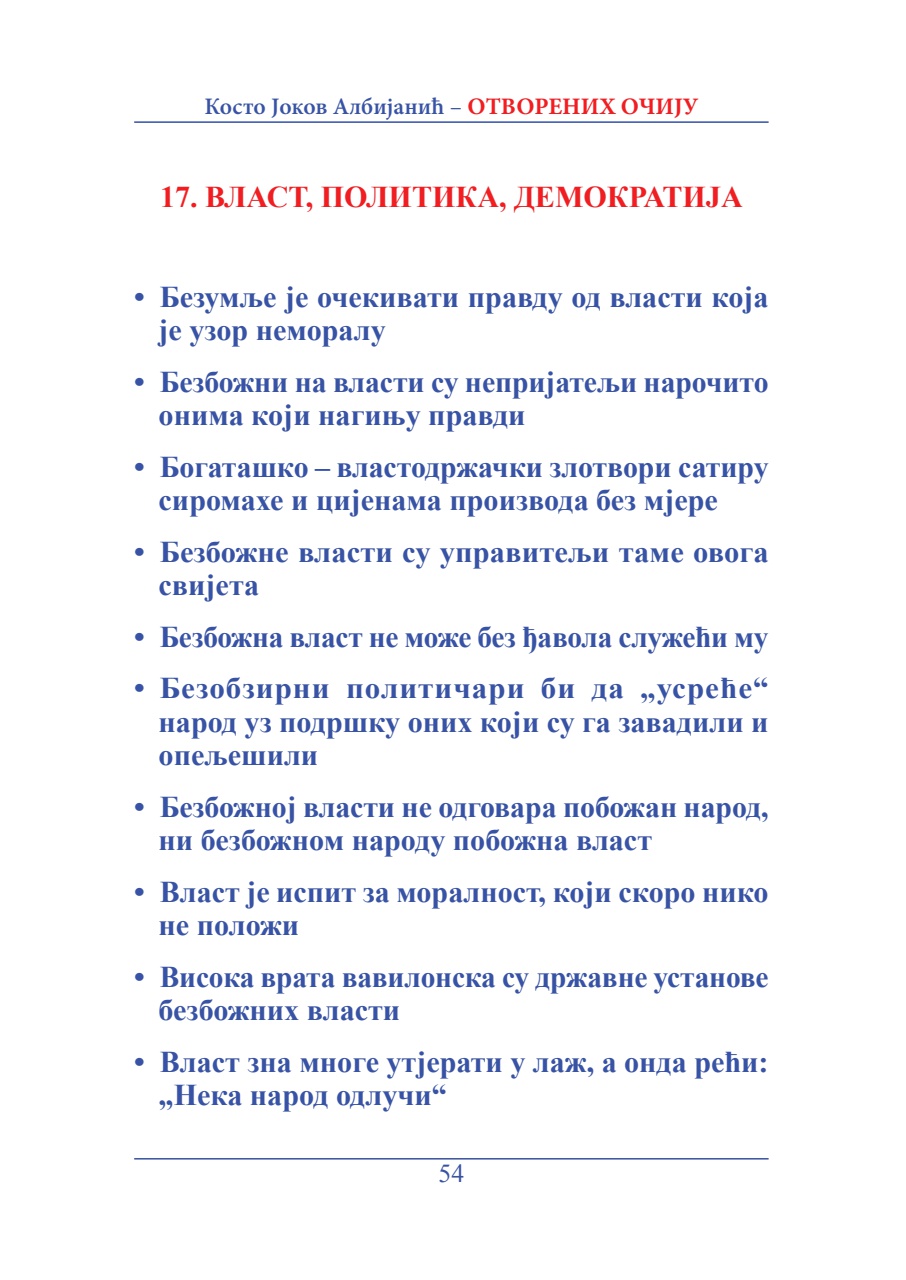 Косто Јоков Албијанић – ОТВОРЕНИХ ОЧИЈУ
17. ВЛАСТ, ПОЛИТИКА, ДЕМОКРАТИЈА
• Безумље је очекивати правду од власти која
је узор неморалу
• Безбожни на власти су непријатељи нарочито
онима који нагињу правди
• Богаташко – властодржачки злотвори сатиру
сиромахе и цијенама производа без мјере
• Безбожне власти су управитељи таме овога
свијета
• Безбожна власт не може без ђавола служећи му
• Безобзирни политичари би да „усреће“
народ уз подршку оних који су га завадили и
опељешили
• Безбожној власти не одговара побожан народ,
ни безбожном народу побожна власт
• Власт је испит за моралност, који скоро нико
не положи
• Висока врата вавилонска су државне установе
безбожних власти
• Власт зна многе утјерати у лаж, а онда рећи:
„Нека народ одлучи“
54